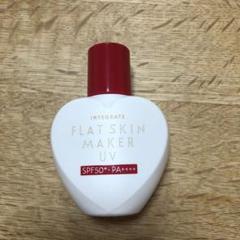 INTEGRATE
FLAT SKIN
MAKER
UV
SPF50+・PA++++